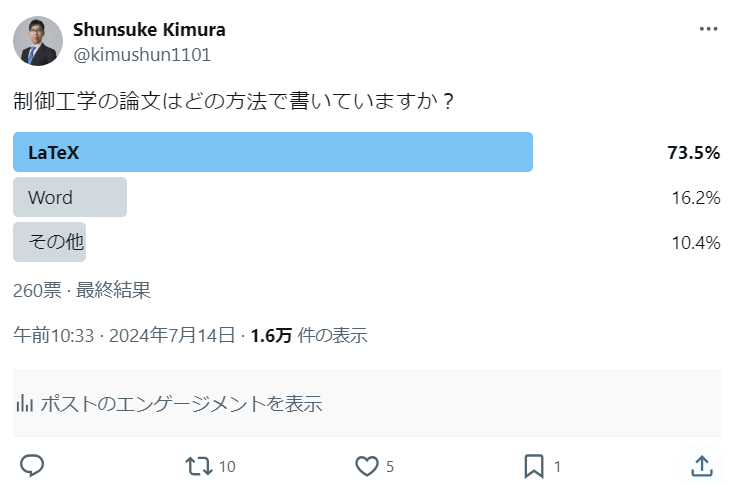 Shunsuke Kimura
@kimushun1101
制御工学の論文はどの方法で書いていますか？
LaTeX 73.5%
Word 16.2%
その他 10.4%
260票 · 最終結果
午前10:33 · 2024年7月14日 · 1.6万 件の表示
ポストのエンゲージメントを表示
10 5 1